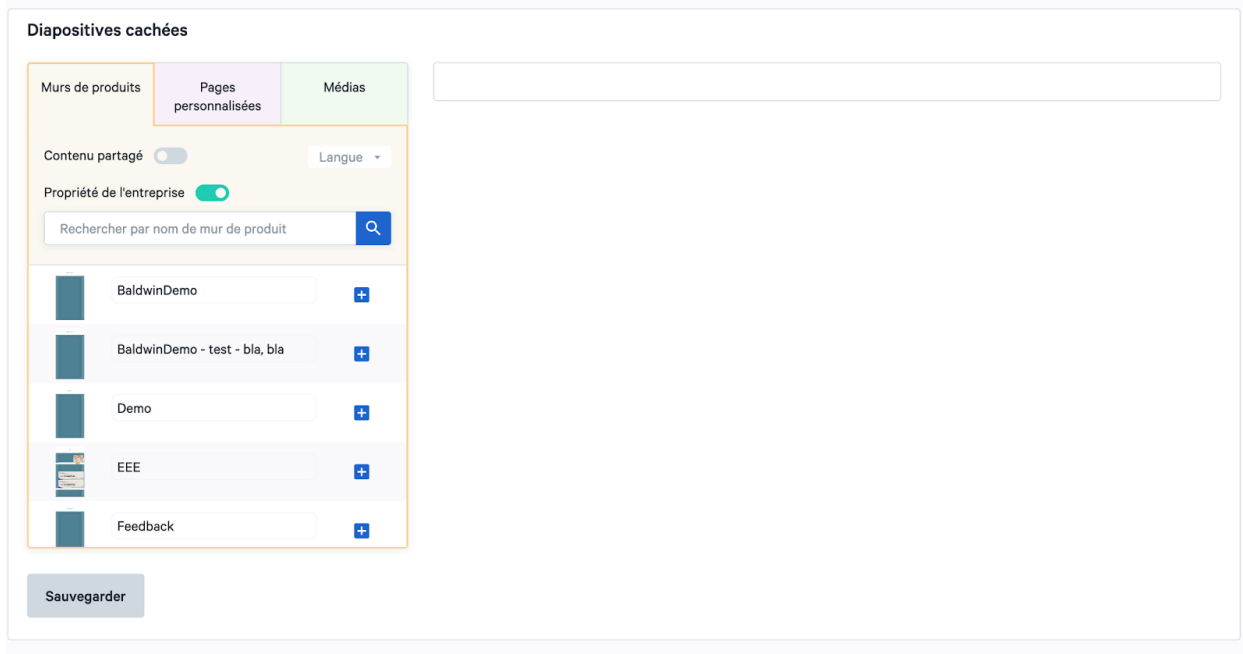 Diapositives cachées
Murs de produits
Pages
personnalisées
Médias
Contenu partagé
Langue
Propriété de l'entreprise
Rechercher par nom de mur de produit
BaldwinDemo
BaldwinDemo - test - bla, bla
Demo
EEE
Feedback
Sauvegarder